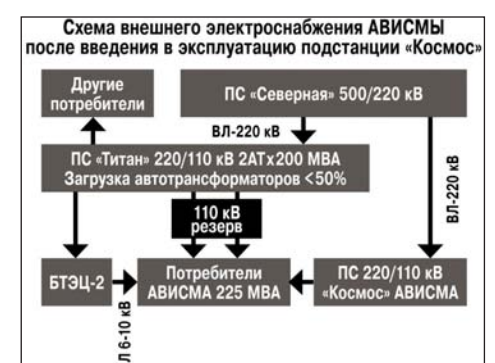 Схема внешнего электроснабжения АВИСМЫ
после введения в эксплуатацию подстанции «Космос»
Другие
потребители
ПС «Северная» 500/220 кВ
ВЛ-220 кВ
ПС «Титан» 220/110 кВ 2АТх200 МВА
Загрузка автотрансформаторов <50%
ВЛ-220 кВ
110 кВ
резерв
БТЭЦ-2
Потребители
АВИСМА 225 МВА
ПС 220/110 кВ
«Космос» АВИСМА
6-10 кВ